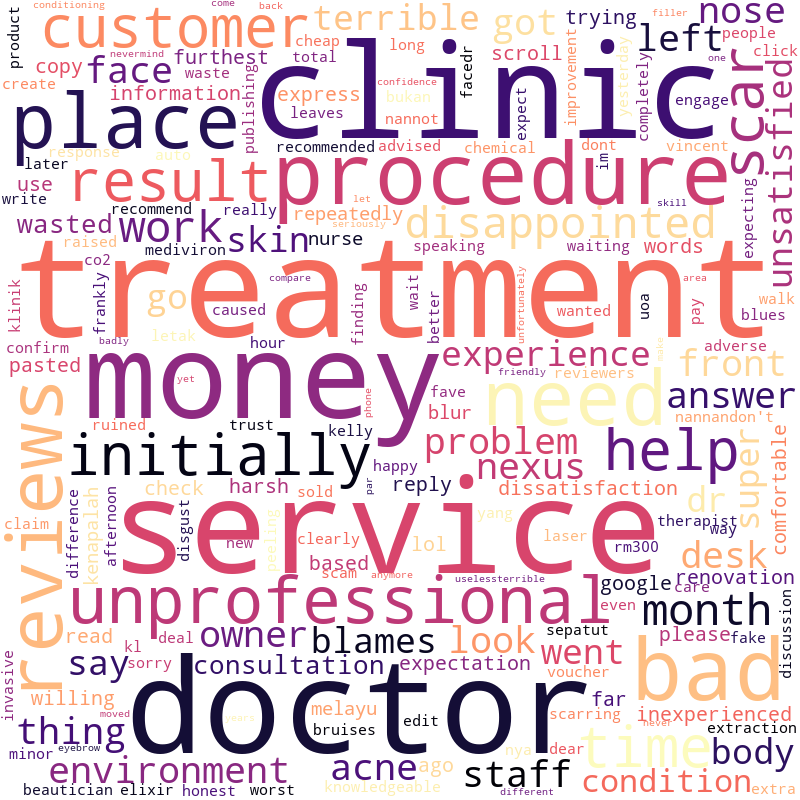 conditioning come back filler
product customer terrible got trying nose
nevermind cheap long scroll left people
copy face furthest total confidence clinic click
create waste express bukan facedr expect improvement yesterday completely engage
information publishing leaves nannot scar
place recommended advised chemical dont im vincent
later response auto procedure
use result unsatisfied
write recommend really let skill expecting
wasted work repeatedly disappointed
raised mediviron skin nurse seriously speaking waiting words
co2 treatment walk
klinik frankly go caused compare finding wait better unfortunately wanted uoa pay area blues
letak hour
confirm badly money experience front adverse
pasted yet friendly reviewers make
reviews phone fave need answer
ruined trust initially kelly blur problem help nannandon't
happy nexus super comfortable
check harsh par reply dissatisfaction dr
claim difference kenapalah afternoon disgust sold service yang therapist
new peeling clearly lol laser rm300 way one
based scam anymore uselessterrible google desk renovation
unprofessional even month care
read deal owner blames look sepatut please fake discussion
kl went
say sorry consultation expectation voucher
invasive willing melayu doctor far inexperienced
thing moved years bruises edit nya scarring never extraction
minor eyebrow environment acne ago staff dear time body
beautician elixir honest worst knowledgeable different condition extra